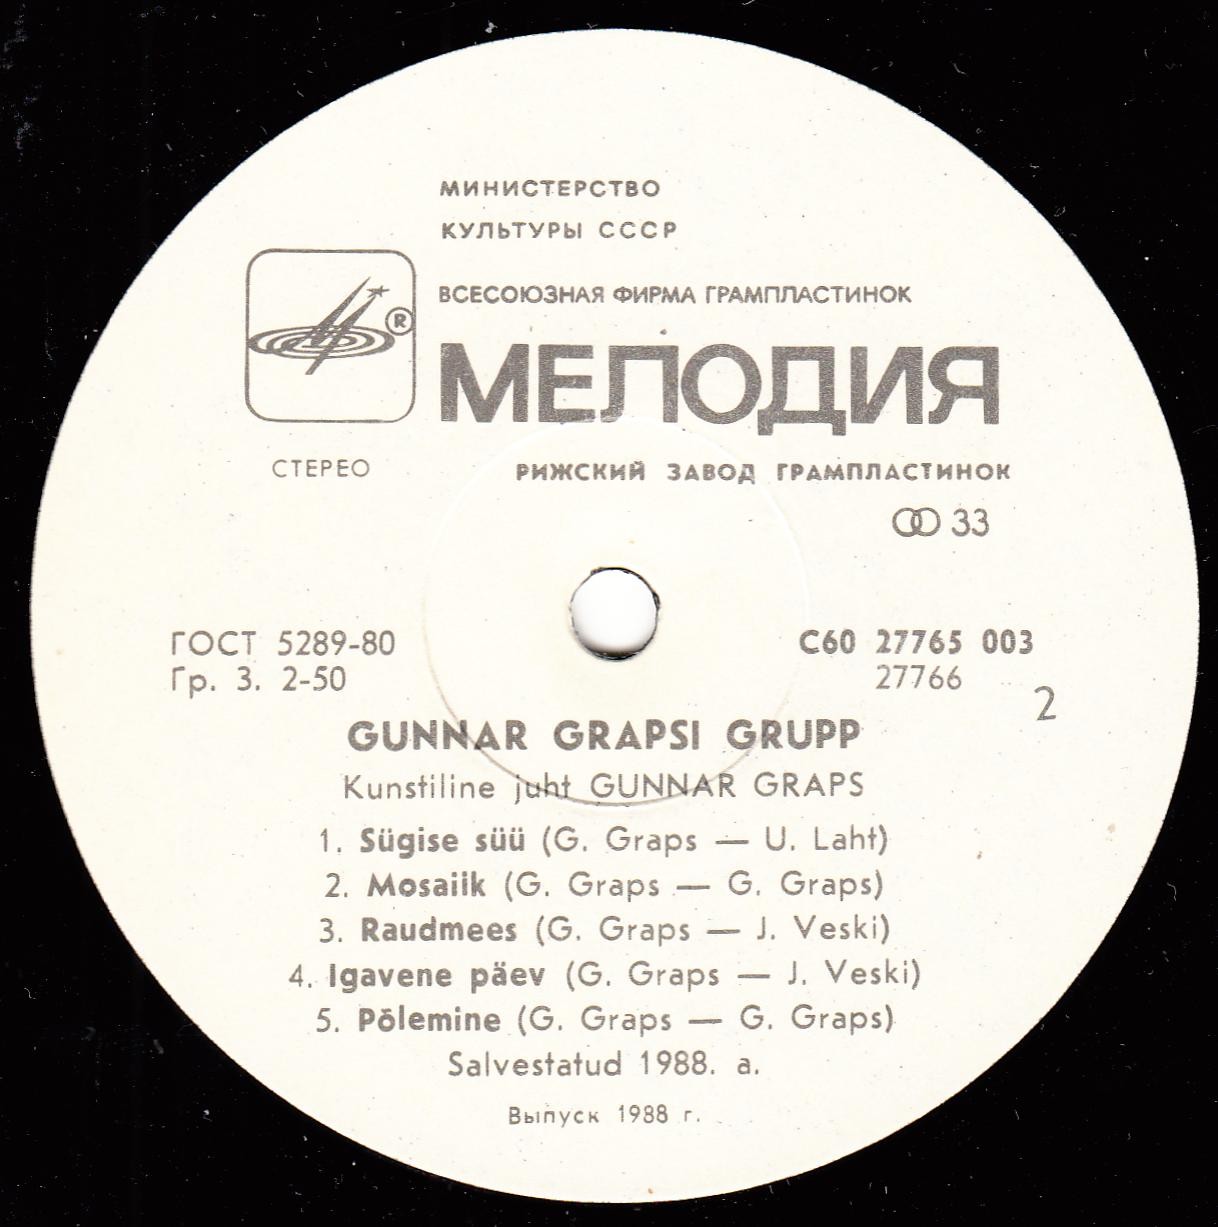 МИНИСТЕРСТВО
КУЛЬТУРЫ СССР
ВСЕСОЮЗНАЯ ФИРМА ГРАМПЛАСТИНОК
®
МЕЛОДИЯ
СТЕРЕО
РИЖСКИЙ ЗАВОД ГРАМПЛАСТИНОК
33
ГОСТ 5289-80
Гр. 3. 2-50
С60 27765 003
27766
2
GUNNAR GRAPSI GRUPP
Kunstiline juht GUNNAR GRAPS
1. Sügise süü (G. Graps — U. Laht)
2. Mosaiik (G. Graps — G. Graps)
3. Raudmees (G. Graps — J. Veski)
4. Igavene päev (G. Graps — J. Veski)
5. Põlemine (G. Graps — G. Graps)
Salvestatud 1988. a.
Выпуск 1988 г.